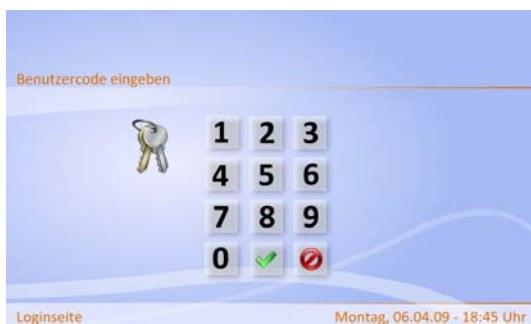 Benutzercode eingeben
1 2 3
4 5 6
7 8 9
0
Loginseite Montag, 06.04.09 - 18:45 Uhr